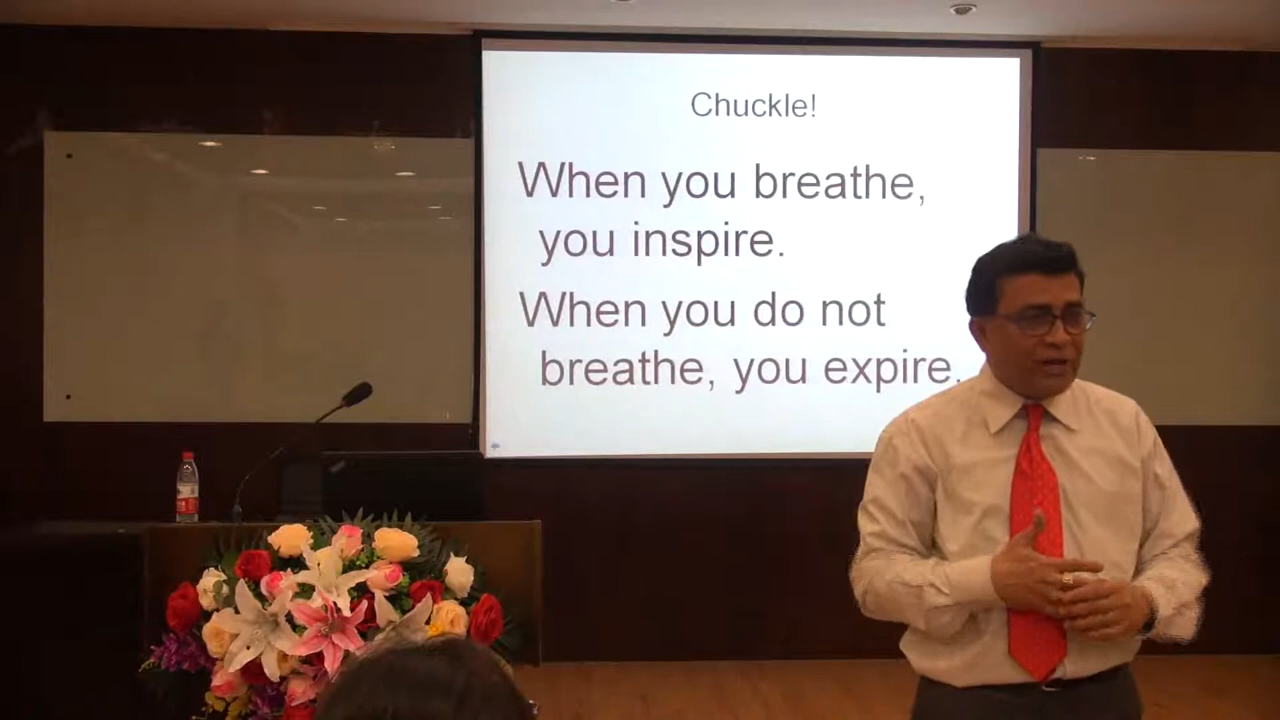 Chuckle!
When you breathe,
you inspire.
When you do not
breathe, you expire.